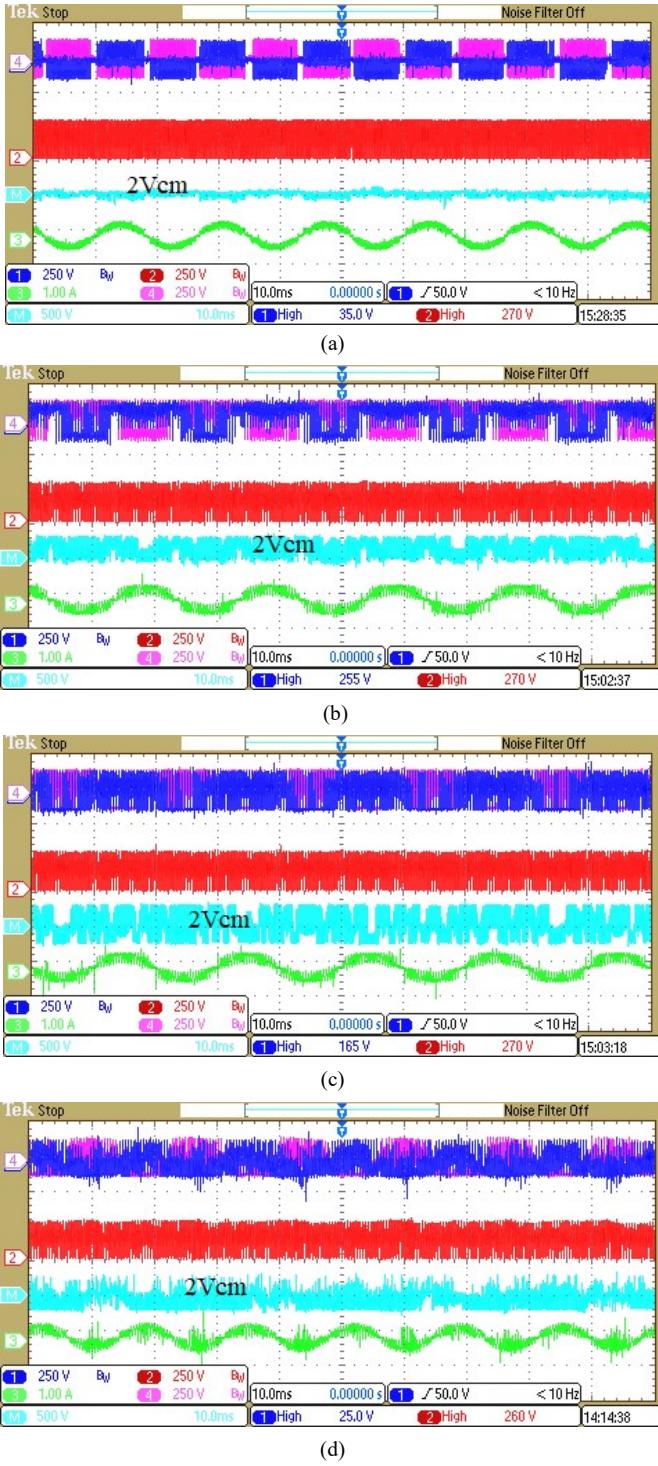 Tek Stop Noise Filter Off
4
2
M 2Vcm
3
1 250 V BW 2 250 V BW
3 1.00 A 4 250 V BW 10.0ms 0.00000 s 1 50.0 V < 10 Hz
M 500 V 10.0ms 1 High 35.0 V 2 High 270 V 15:28:35
(a)
Tek Stop Noise Filter Off
4
2
M 2Vcm
3
1 250 V BW 2 250 V BW
3 1.00 A 4 250 V BW 10.0ms 0.00000 s 1 50.0 V < 10 Hz
M 500 V 10.0ms 1 High 255 V 2 High 270 V 15:02:37
(b)
Tek Stop Noise Filter Off
4
2
M 2Vcm
3
1 250 V BW 2 250 V BW
3 1.00 A 4 250 V BW 10.0ms 0.00000 s 1 50.0 V < 10 Hz
M 500 V 10.0ms 1 High 165 V 2 High 270 V 15:03:18
(c)
Tek Stop Noise Filter Off
4
2
M 2Vcm
3
1 250 V BW 2 250 V BW
3 1.00 A 4 250 V BW 10.0ms 0.00000 s 1 50.0 V < 10 Hz
M 500 V 10.0ms 1 High 25.0 V 2 High 260 V 14:14:38
(d)